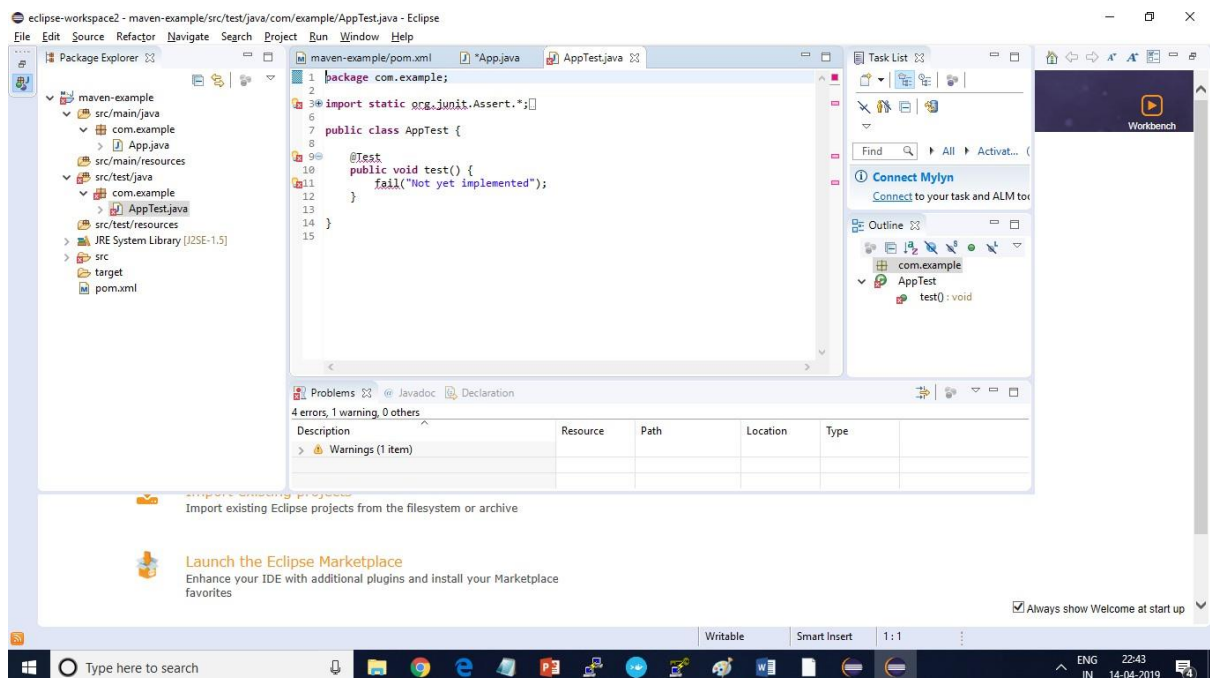 eclipse-workspace2 - maven-example/src/test/java/com/example/AppTest.java - Eclipse
File Edit Source Refactor Navigate Search Project Run Window Help
Package Explorer
maven-example
src/main/java
com.example
App.java
src/main/resources
src/test/java
com.example
AppTest.java
src/test/resources
JRE System Library [J2SE-1.5]
src
target
pom.xml
maven-example/pom.xml *App.java AppTest.java
1 package com.example;
2
3 import static org.junit.Assert.*;
6
7 public class AppTest {
8
9 @Test
10 public void test() {
11 fail("Not yet implemented");
12 }
13
14 }
15
Task List
Find All Activat...
Connect Mylyn
Connect to your task and ALM too
Outline
com.example
AppTest
test() : void
Workbench
Problems Javadoc Declaration
4 errors, 1 warning, 0 others
Description Resource Path Location Type
Warnings (1 item)
Import existing projects
Import existing Eclipse projects from the filesystem or archive
Launch the Eclipse Marketplace
Enhance your IDE with additional plugins and install your Marketplace
favorites
Always show Welcome at start up
Writable Smart Insert 1 : 1
Type here to search
ENG
IN
22:43
14-04-2019